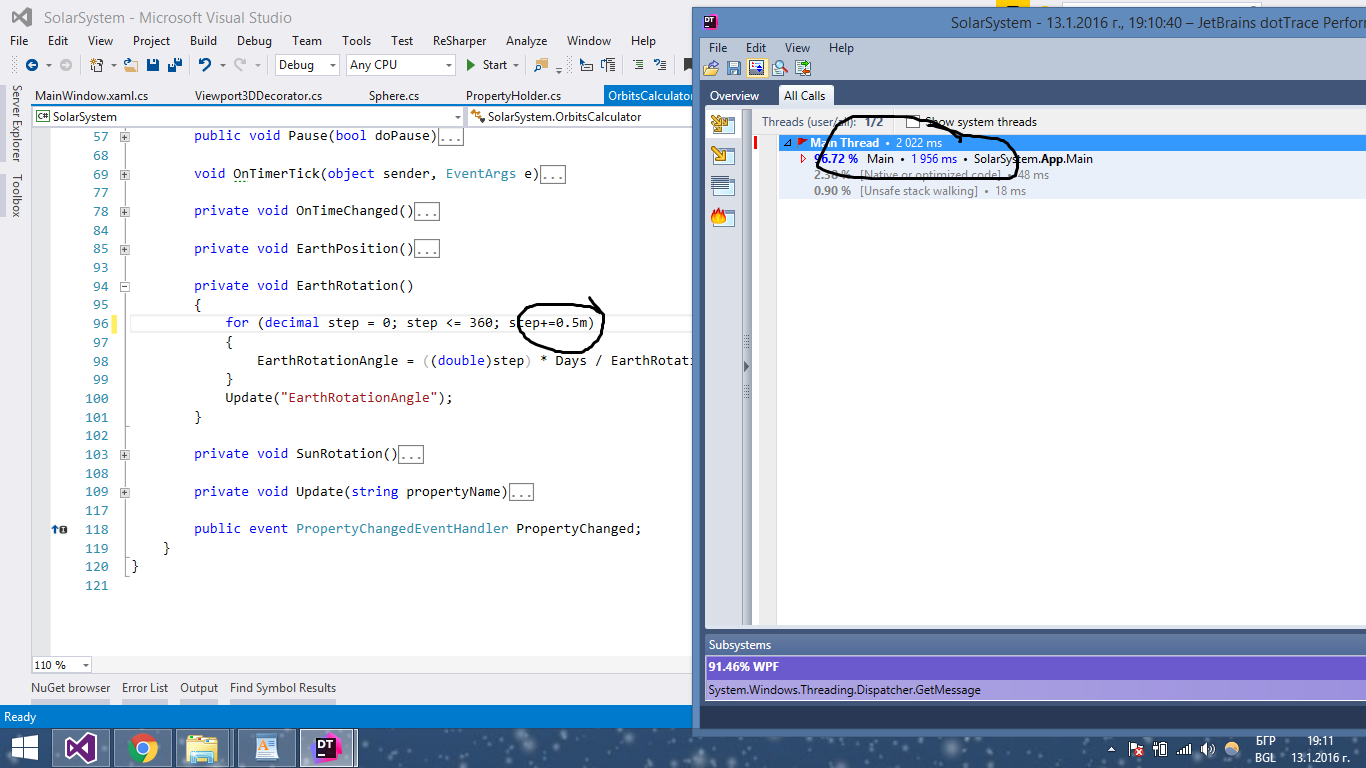 SolarSystem - Microsoft Visual Studio
File Edit View Project Build Debug Team Tools Test ReSharper Analyze Window Help
Debug Any CPU Start
MainWindow.xaml.cs Viewport3DDecorator.cs Sphere.cs PropertyHolder.cs OrbitsCalculator
C# SolarSystem SolarSystem.OrbitsCalculator
Server Explorer
Toolbox
57 public void Pause(bool doPause)...
68
69 void OnTimerTick(object sender, EventArgs e)...
77
78 private void OnTimeChanged()...
84
85 private void EarthPosition()...
93
94 private void EarthRotation()
95 {
96 for (decimal step = 0; step <= 360; step+=0.5m)
97 {
98 EarthRotationAngle = ((double)step) * Days / EarthRotati
99 }
100 Update("EarthRotationAngle");
101 }
102
103 private void SunRotation()...
108
109 private void Update(string propertyName)...
117
118 public event PropertyChangedEventHandler PropertyChanged;
119 }
120 }
121
110 %
NuGet browser Error List Output Find Symbol Results
Ready
DT SolarSystem - 13.1.2016 г., 19:10:40 – JetBrains dotTrace Perfor
File Edit View Help
Overview All Calls
Threads (user/all): 1/2 Show system threads
Main Thread • 2 022 ms
96.72 % Main • 1 956 ms • SolarSystem.App.Main
2.38 % [Native or optimized code] • 48 ms
0.90 % [Unsafe stack walking] • 18 ms
Subsystems
91.46% WPF
System.Windows.Threading.Dispatcher.GetMessage
DT
БГР 19:11
BGL 13.1.2016 г.